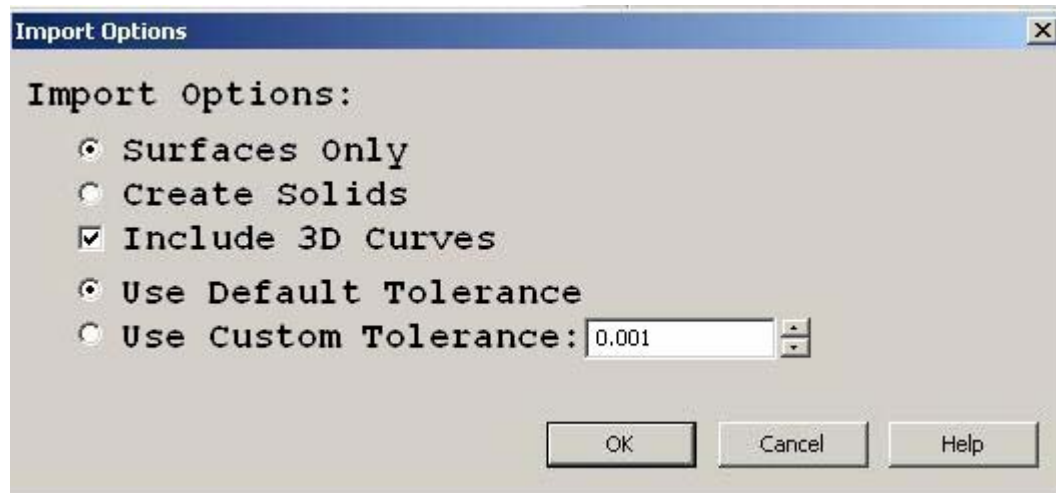 Import Options
Import Options:
Surfaces Only
Create Solids
Include 3D Curves
Use Default Tolerance
Use Custom Tolerance: 0.001
OK Cancel Help